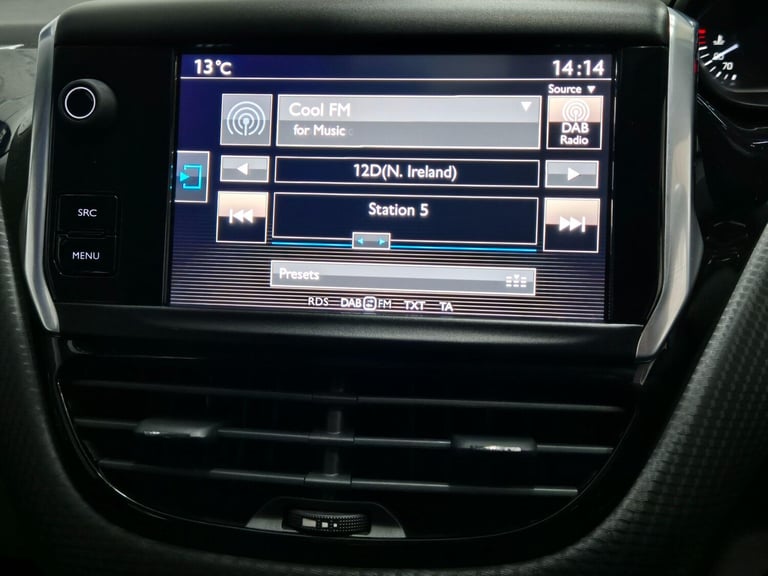 13°C 14:14
Source ▼
Cool FM
for Music
DAB
Radio
12D(N. Ireland)
SRC
Station 5
MENU
Presets
RDS DAB FM TXT TA
70